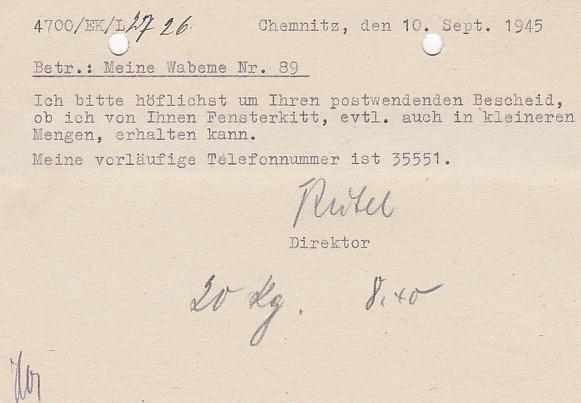 4700/EK/L 27 26 Chemnitz, den 10. Sept. 1945
Betr.: Meine Wabeme Nr. 89
Ich bitte höflichst um Ihren postwendenden Bescheid,
ob ich von Ihnen Fensterkitt, evtl. auch in kleineren
Mengen, erhalten kann.
Meine vorläufige Telefonnummer ist 35551.
Direktor
20 Kg. 8,40